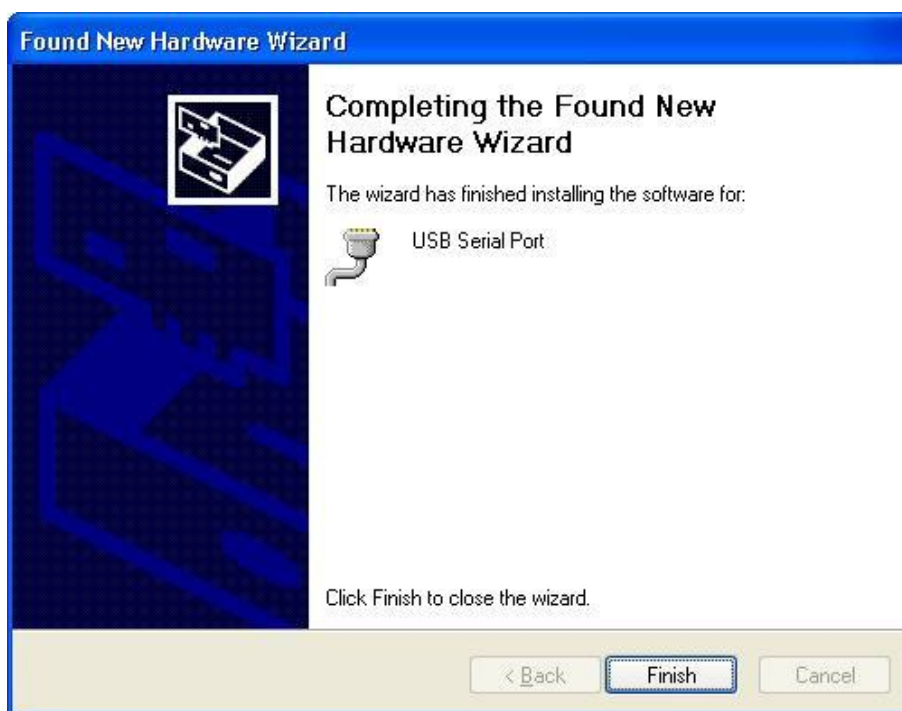 Found New Hardware Wizard
Completing the Found New
Hardware Wizard
The wizard has finished installing the software for:
USB Serial Port
Click Finish to close the wizard.
< Back
Finish
Cancel